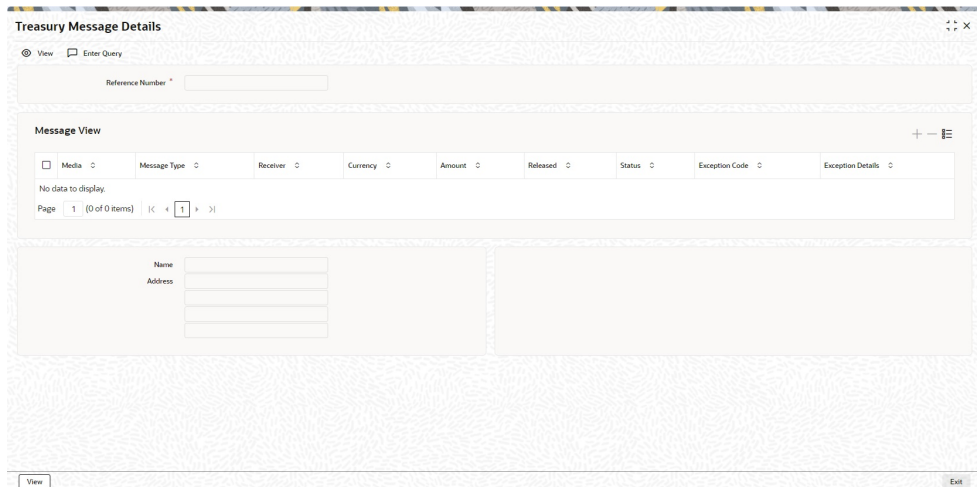 Treasury Message Details
View Enter Query
Reference Number *
Message View
Media Message Type Receiver Currency Amount Released Status Exception Code Exception Details
No data to display.
Page 1 (0 of 0 items) 1
Name
Address
View Exit